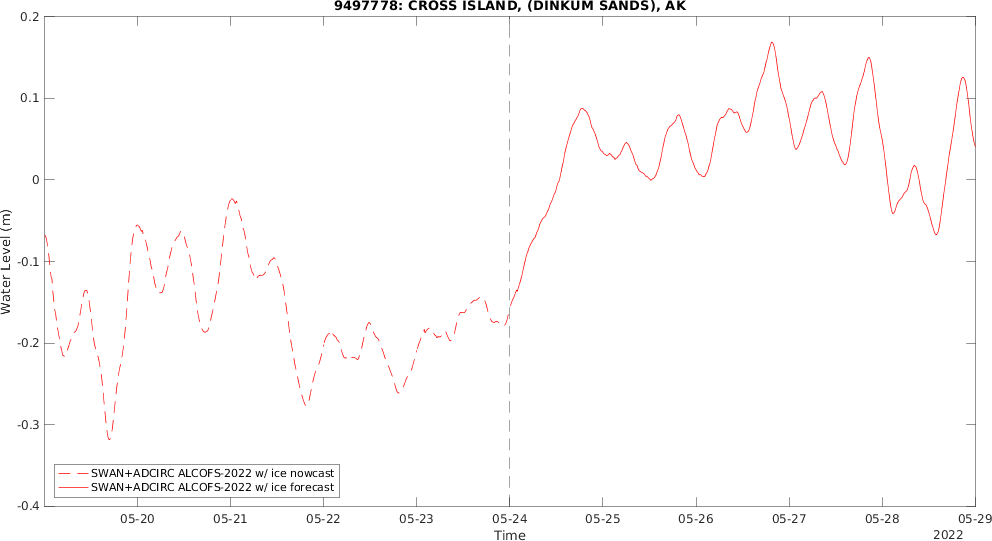 9497778: CROSS ISLAND, (DINKUM SANDS), AK
0.2
0.1
0
-0.1
-0.2
-0.3
-0.4
Water Level (m)
SWAN+ADCIRC ALCOFS-2022 w/ ice nowcast
SWAN+ADCIRC ALCOFS-2022 w/ ice forecast
05-20 05-21 05-22 05-23 05-24 05-25 05-26 05-27 05-28 05-29
Time
2022